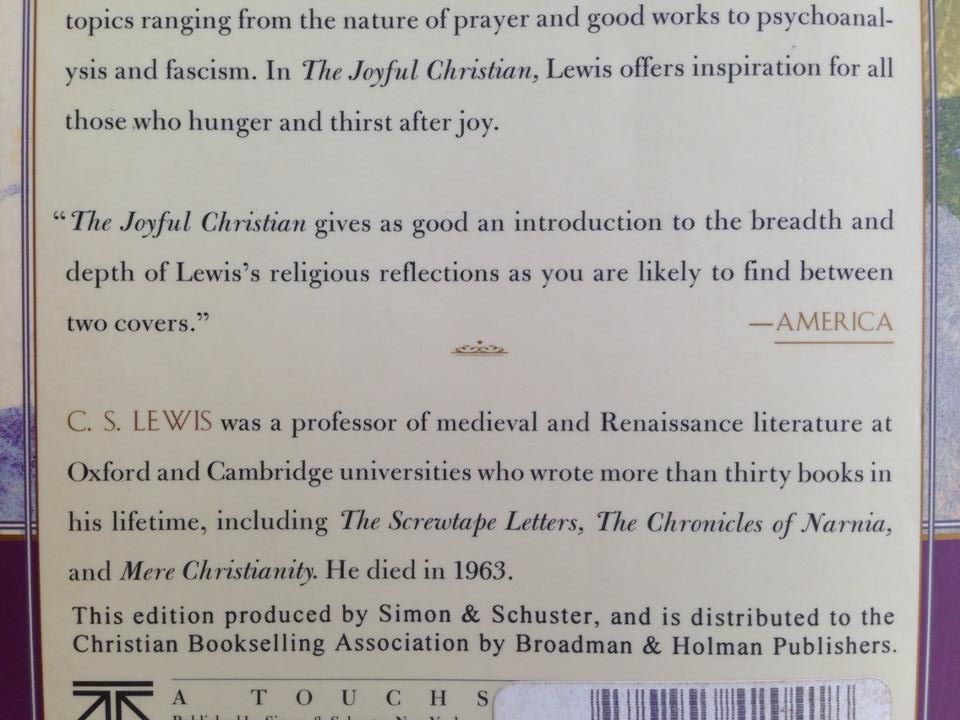 topics ranging from the nature of prayer and good works to psychoanal-
ysis and fascism. In The Joyful Christian, Lewis offers inspiration for all
those who hunger and thirst after joy.
“The Joyful Christian gives as good an introduction to the breadth and
depth of Lewis’s religious reflections as you are likely to find between
two covers.” —AMERICA
C. S. LEWIS was a professor of medieval and Renaissance literature at
Oxford and Cambridge universities who wrote more than thirty books in
his lifetime, including The Screwtape Letters, The Chronicles of Narnia,
and Mere Christianity. He died in 1963.
This edition produced by Simon & Schuster, and is distributed to the
Christian Bookselling Association by Broadman & Holman Publishers.
A TOUCHS